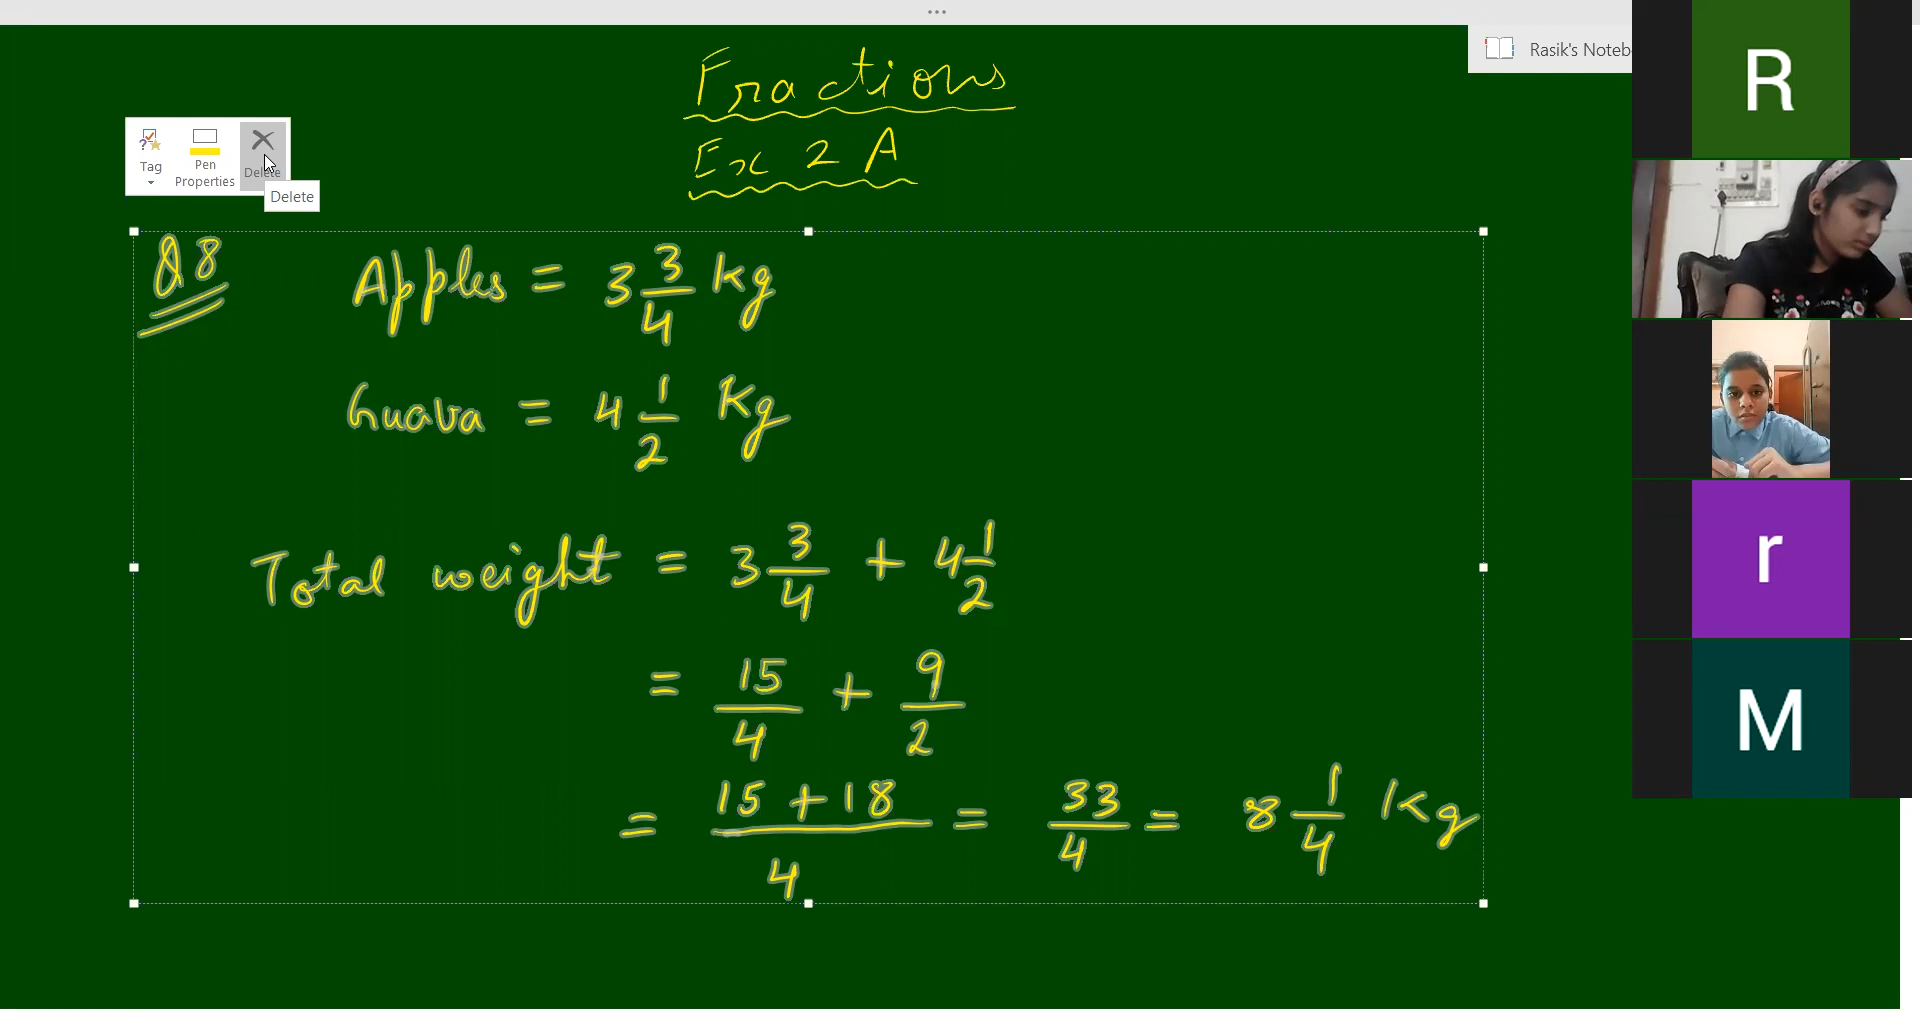 ...
Rasik's Noteb
R
Fractions
Ex 2 A
Tag
Pen Properties
Delete
Delete
Q8
Apples = 3 3/4 kg
Guava = 4 1/2 Kg
Total weight = 3 3/4 + 4 1/2
= 15/4 + 9/2
= 15 + 18/4 = 33/4 = 8 1/4 Kg
r
M